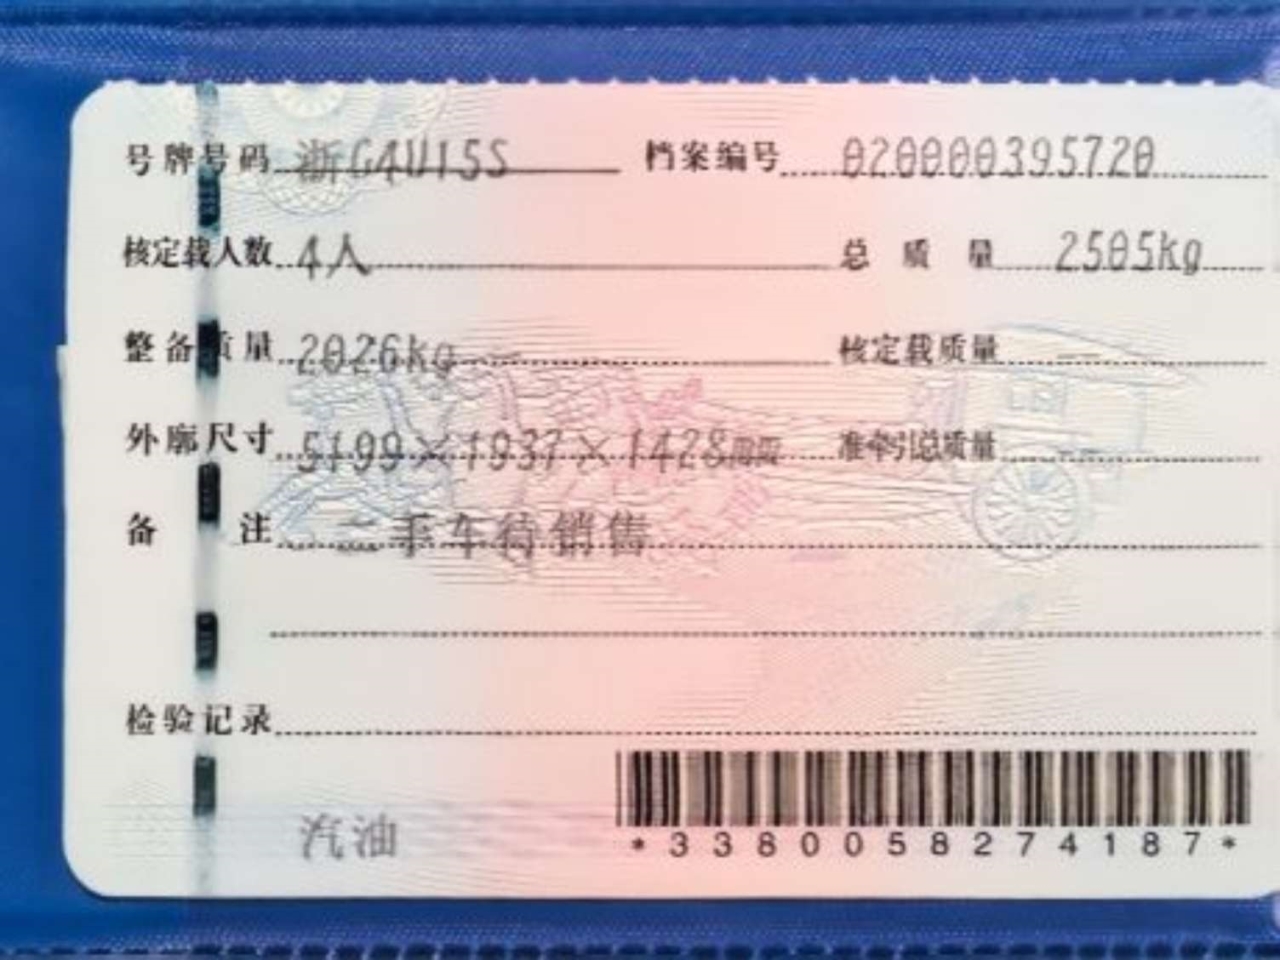 号牌号码 浙G4U15S 档案编号 020000395720
核定载人数 4人 总质量 2505kg
整备质量 2026kg 核定载质量 --
外廓尺寸 5199×1937×1428mm 准牵引总质量 --
备注 二手车待销售
检验记录
汽油
*3380058274187*